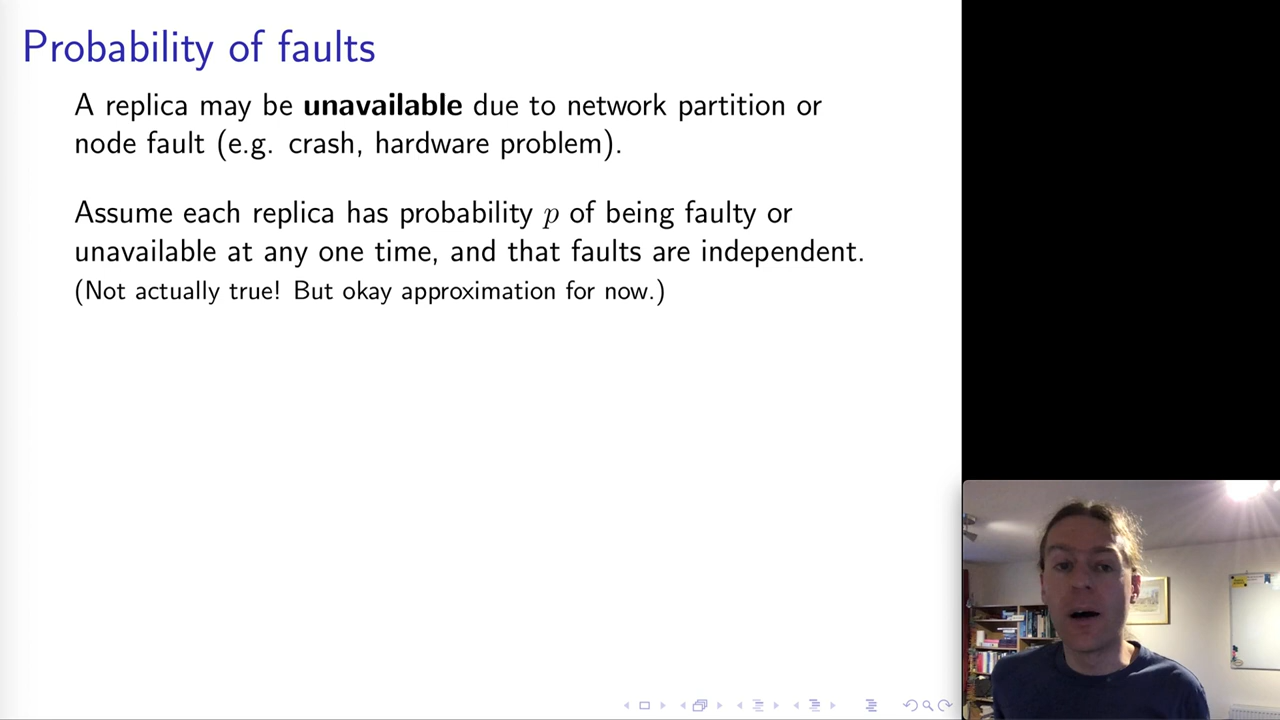 Probability of faults
A replica may be unavailable due to network partition or
node fault (e.g. crash, hardware problem).
Assume each replica has probability p of being faulty or
unavailable at any one time, and that faults are independent.
(Not actually true! But okay approximation for now.)